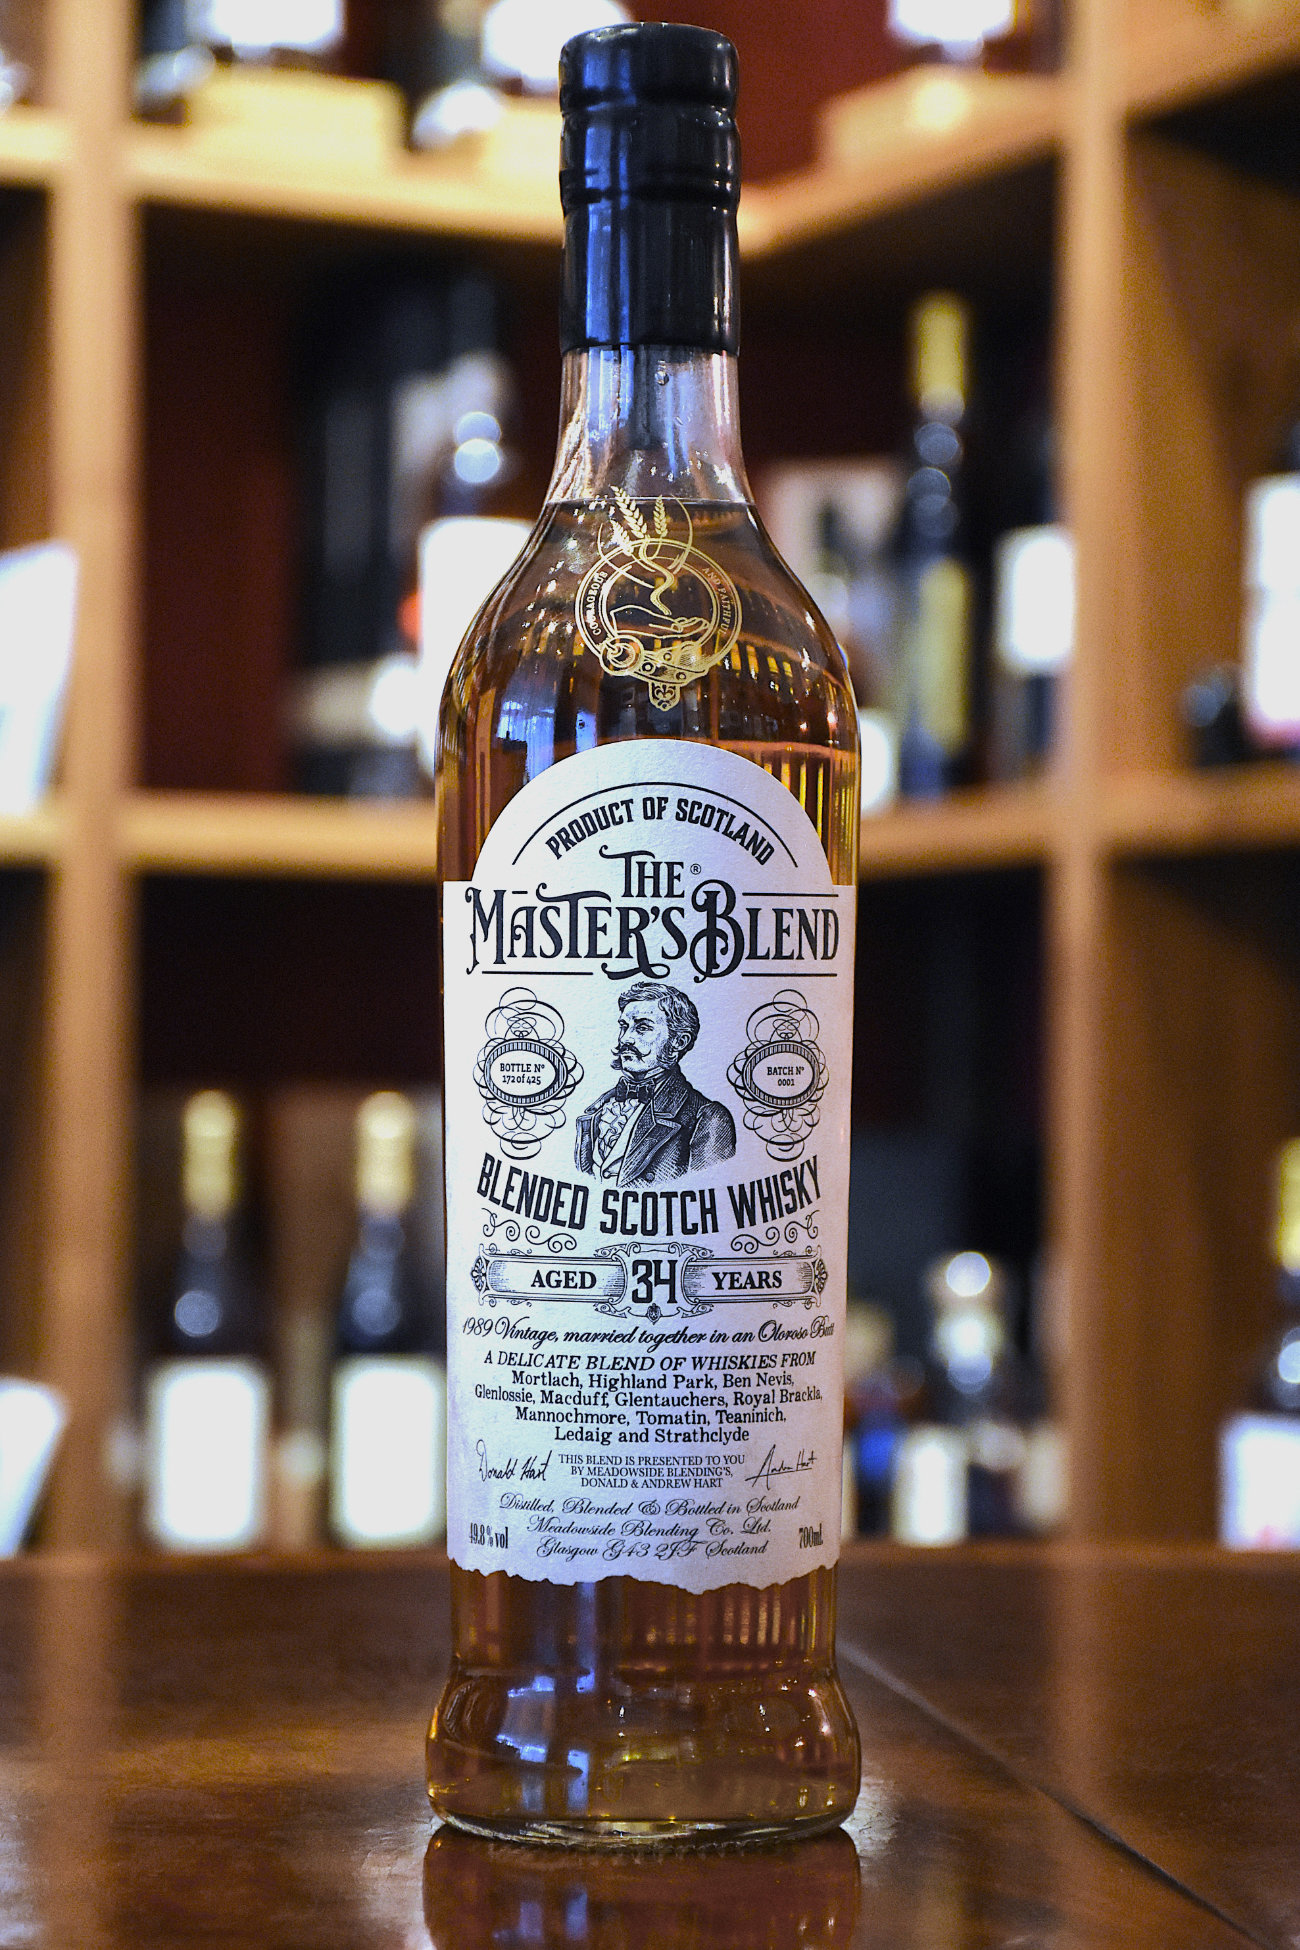 COURAGEOUS AND FAITHFUL
PRODUCT OF SCOTLAND
THE ®
MASTER'S BLEND
BOTTLE Nº
172 of 425
BATCH Nº
0001
BLENDED SCOTCH WHISKY
AGED 34 YEARS
1989 Vintage, married together in an Oloroso Butt
A DELICATE BLEND OF WHISKIES FROM
Mortlach, Highland Park, Ben Nevis,
Glenlossie, Macduff, Glentauchers, Royal Brackla,
Mannochmore, Tomatin, Teaninich,
Ledaig and Strathclyde
Donald Hart
THIS BLEND IS PRESENTED TO YOU
BY MEADOWSIDE BLENDING'S,
DONALD & ANDREW HART
Andrew Hart
Distilled, Blended & Bottled in Scotland
Meadowside Blending Co. Ltd.
Glasgow G43 2JF Scotland
49.8% vol
700mL